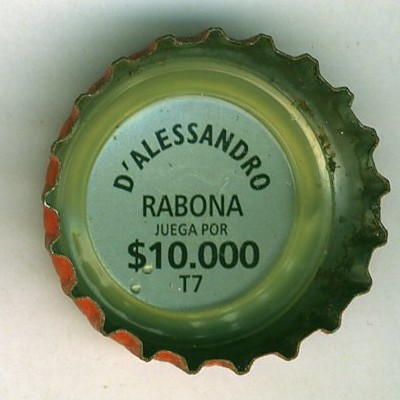 D'ALESSANDRO
RABONA
JUEGA POR
$10.000
T7